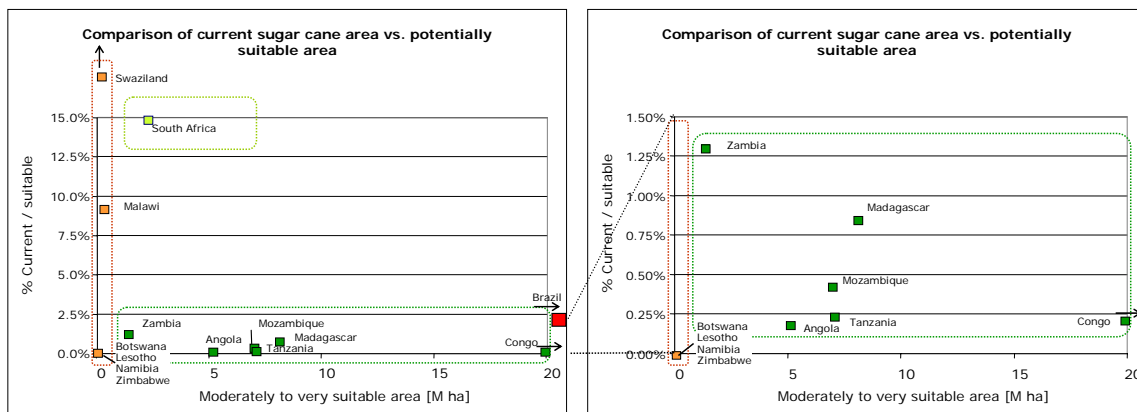 Comparison of current sugar cane area vs. potentially
suitable area
Swaziland
South Africa
Malawi
Brazil
Zambia
Mozambique
Angola
Madagascar
Tanzania
Congo
Botswana
Lesotho
Namibia
Zimbabwe
15.0%
12.5%
10.0%
7.5%
5.0%
2.5%
0.0%
% Current / suitable
0 5 10 15 20
Moderately to very suitable area [M ha]
Comparison of current sugar cane area vs. potentially
suitable area
Zambia
Madagascar
Mozambique
Tanzania
Angola
Congo
Botswana
Lesotho
Namibia
Zimbabwe
1.50%
1.25%
1.00%
0.75%
0.50%
0.25%
0.00%
% Current / suitable
0 5 10 15 20
Moderately to very suitable area [M ha]